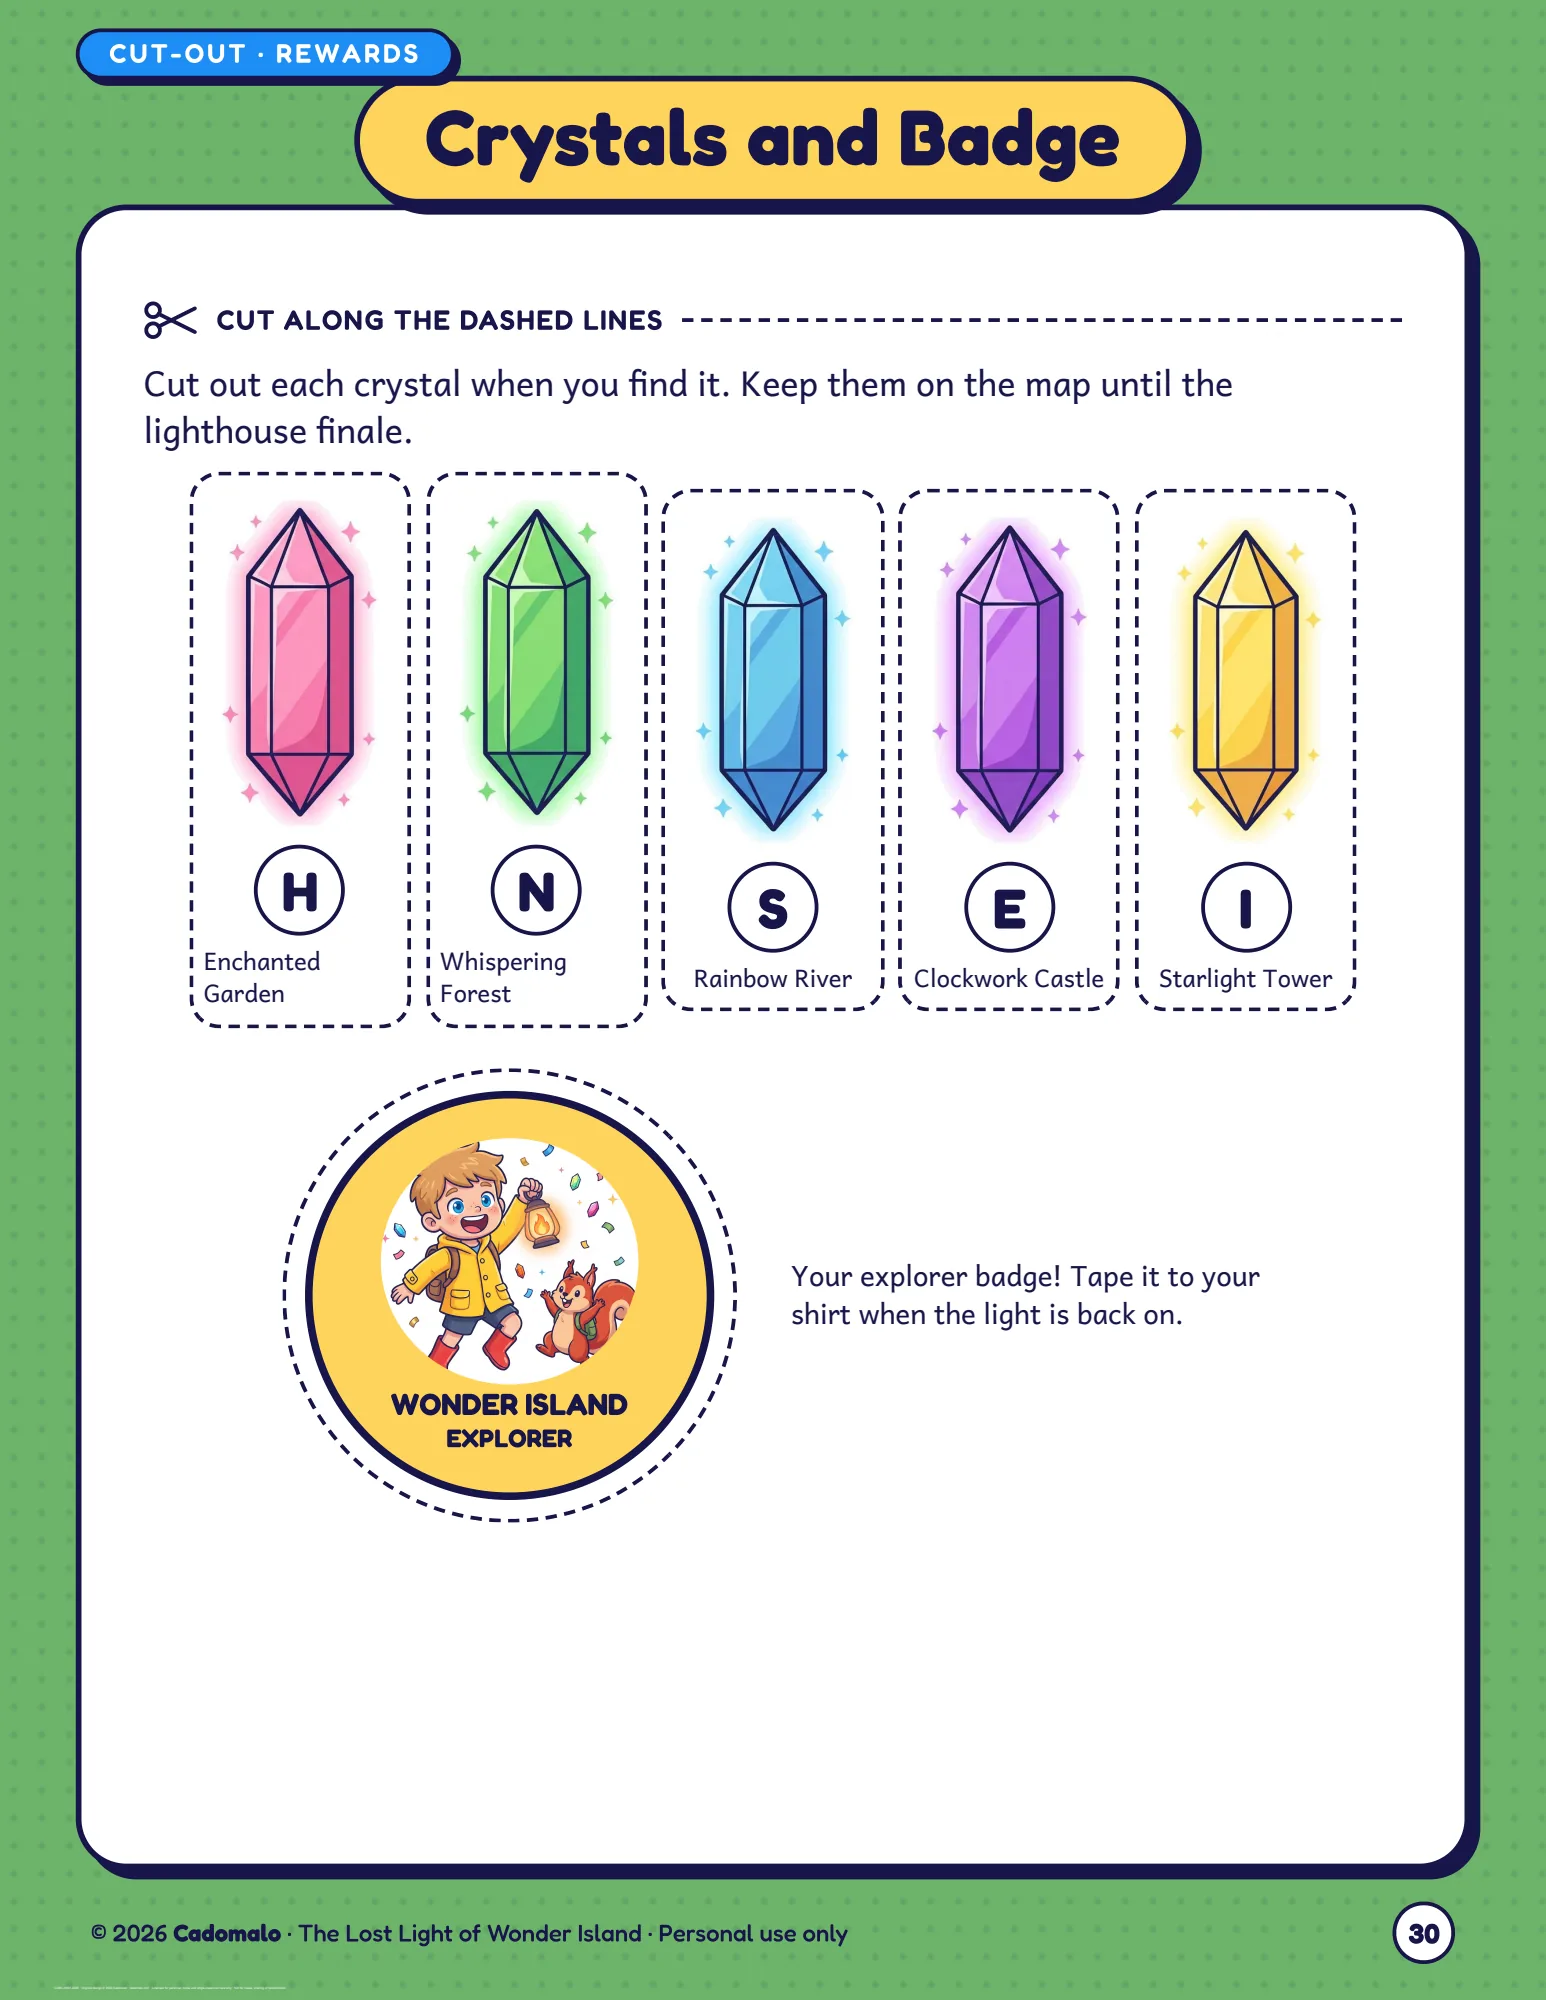 CUT-OUT · REWARDS
Crystals and Badge
CUT ALONG THE DASHED LINES
Cut out each crystal when you find it. Keep them on the map until the
lighthouse finale.
H
Enchanted
Garden
N
Whispering
Forest
S
Rainbow River
E
Clockwork Castle
I
Starlight Tower
WONDER ISLAND
EXPLORER
Your explorer badge! Tape it to your
shirt when the light is back on.
© 2026 Cadomalo · The Lost Light of Wonder Island · Personal use only
30